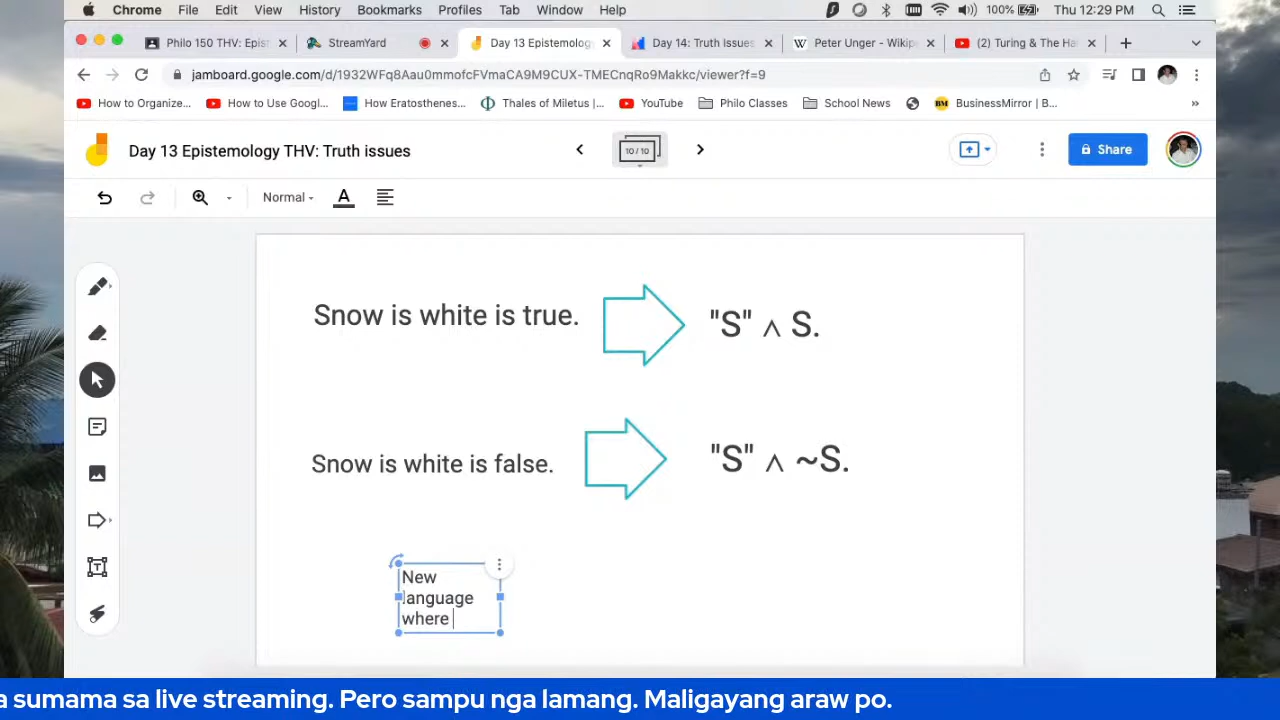 Chrome File Edit View History Bookmarks Profiles Tab Window Help 100% Thu 12:29 PM
Philo 150 THV: Epist StreamYard Day 13 Epistemology Day 14: Truth Issues Peter Unger - Wikip (2) Turing & The Ha
jamboard.google.com/d/1932WFq8Aau0mmofcFVmaCA9M9CUX-TMECnqRo9Makkc/viewer?f=9
How to Organize... How to Use Googl... How Eratosthenes... Thales of Miletus |... YouTube Philo Classes School News BM BusinessMirror | B... »
Day 13 Epistemology THV: Truth issues 10 / 10 Share
Normal A
Snow is white is true. "S" ∧ S.
Snow is white is false. "S" ∧ ~S.
New
language
where
a sumama sa live streaming. Pero sampu nga lamang. Maligayang araw po.